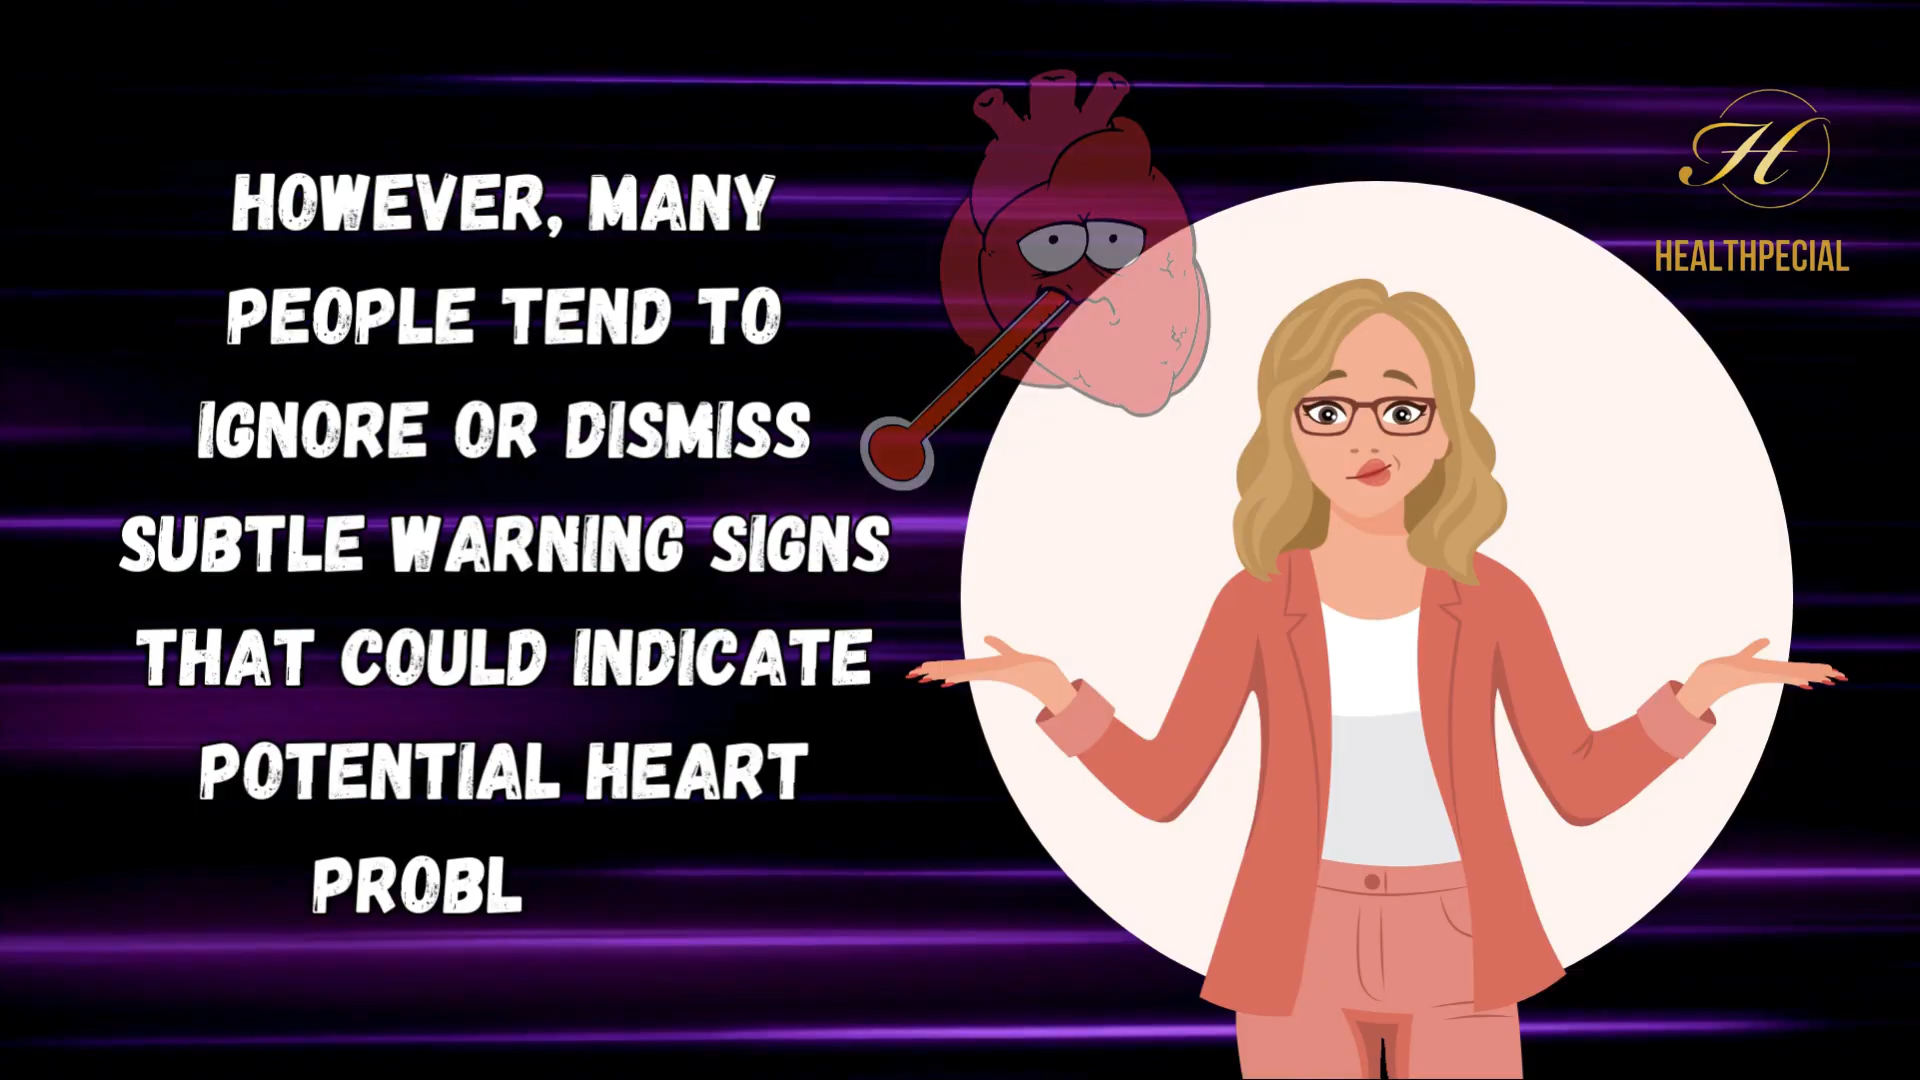 HOWEVER, MANY
PEOPLE TEND TO
IGNORE OR DISMISS
SUBTLE WARNING SIGNS
THAT COULD INDICATE
POTENTIAL HEART
PROBL
H
HEALTHPECIAL